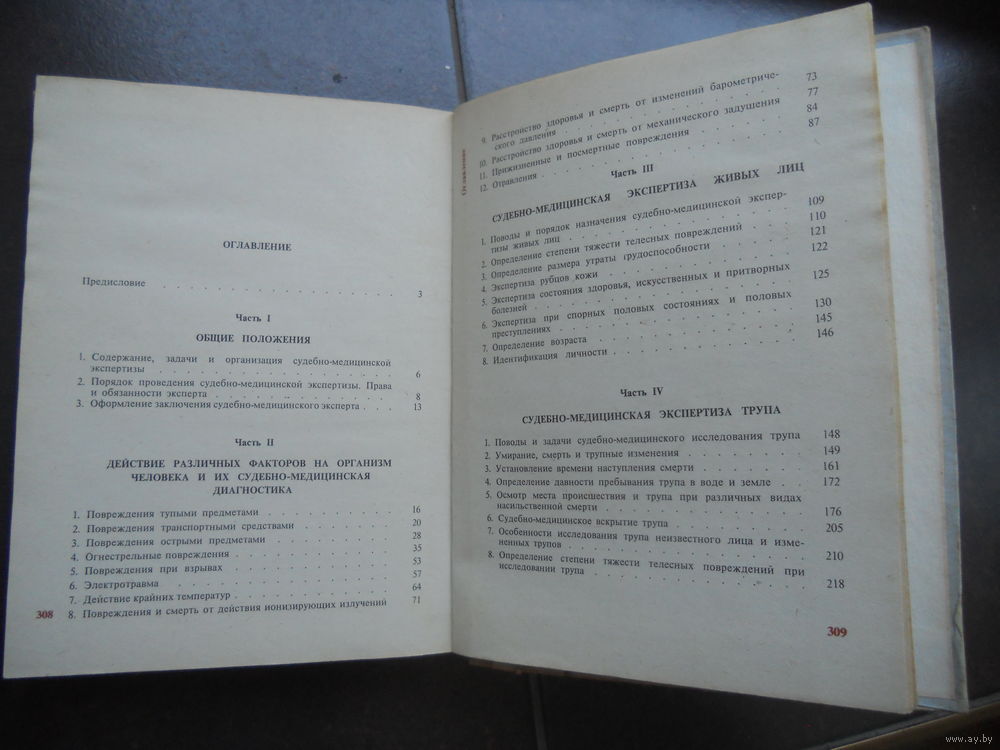 ОГЛАВЛЕНИЕ
Предисловие . . . . . . . . . . . . . . . 3
Часть I
ОБЩИЕ ПОЛОЖЕНИЯ
1. Содержание, задачи и организация судебно-медицинской
экспертизы . . . . . . . . . . . . . . . 6
2. Порядок проведения судебно-медицинской экспертизы. Права
и обязанности эксперта . . . . . . . . . . . 8
3. Оформление заключения судебно-медицинского эксперта . . . 13
Часть II
ДЕЙСТВИЕ РАЗЛИЧНЫХ ФАКТОРОВ НА ОРГАНИЗМ
ЧЕЛОВЕКА И ИХ СУДЕБНО-МЕДИЦИНСКАЯ
ДИАГНОСТИКА
1. Повреждения тупыми предметами . . . . . . . . 16
2. Повреждения транспортными средствами . . . . . . 20
3. Повреждения острыми предметами . . . . . . . . 28
4. Огнестрельные повреждения . . . . . . . . . . 35
5. Повреждения при взрывах . . . . . . . . . . . 53
6. Электротравма . . . . . . . . . . . . . . 57
7. Действие крайних температур . . . . . . . . . . 64
8. Повреждения и смерть от действия ионизирующих излучений 71
308
Оглавление
9. Расстройство здоровья и смерть от изменений барометриче-
ского давления . . . . . . . . . . . . . . 73
10. Расстройство здоровья и смерть от механического задушения 77
11. Прижизненные и посмертные повреждения . . . . . 84
12. Отравления . . . . . . . . . . . . . . . 87
Часть III
СУДЕБНО-МЕДИЦИНСКАЯ ЭКСПЕРТИЗА ЖИВЫХ ЛИЦ
1. Поводы и порядок назначения судебно-медицинской экспер-
тизы живых лиц . . . . . . . . . . . . . . 109
2. Определение степени тяжести телесных повреждений . . . 110
3. Определение размера утраты трудоспособности . . . . 121
4. Экспертиза рубцов кожи . . . . . . . . . . . 122
5. Экспертиза состояния здоровья, искусственных и притворных
болезней . . . . . . . . . . . . . . . . 125
6. Экспертиза при спорных половых состояниях и половых
преступлениях . . . . . . . . . . . . . . 130
7. Определение возраста . . . . . . . . . . . . 145
8. Идентификация личности . . . . . . . . . . . 146
Часть IV
СУДЕБНО-МЕДИЦИНСКАЯ ЭКСПЕРТИЗА ТРУПА
1. Поводы и задачи судебно-медицинского исследования трупа 148
2. Умирание, смерть и трупные изменения . . . . . . 149
3. Установление времени наступления смерти . . . . . 161
4. Определение давности пребывания трупа в воде и земле . . 172
5. Осмотр места происшествия и трупа при различных видах
насильственной смерти . . . . . . . . . . . . 176
6. Судебно-медицинское вскрытие трупа . . . . . . . 205
7. Особенности исследования трупа неизвестного лица и изме-
ненных трупов . . . . . . . . . . . . . . 210
8. Определение степени тяжести телесных повреждений при
исследовании трупа . . . . . . . . . . . . . 218
309
www.ay.by